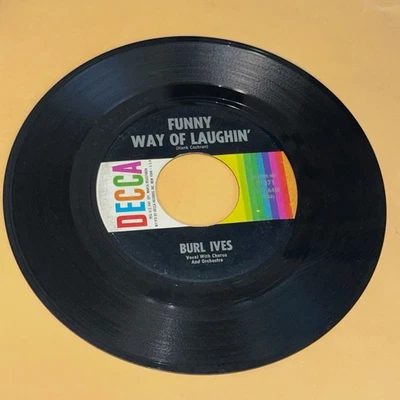 FUNNY
WAY OF LAUGHIN'
(Hank Cochran)
DECCA
BURL IVES
Vocal With Chorus
And Orchestra